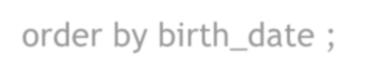 order by birth_date ;